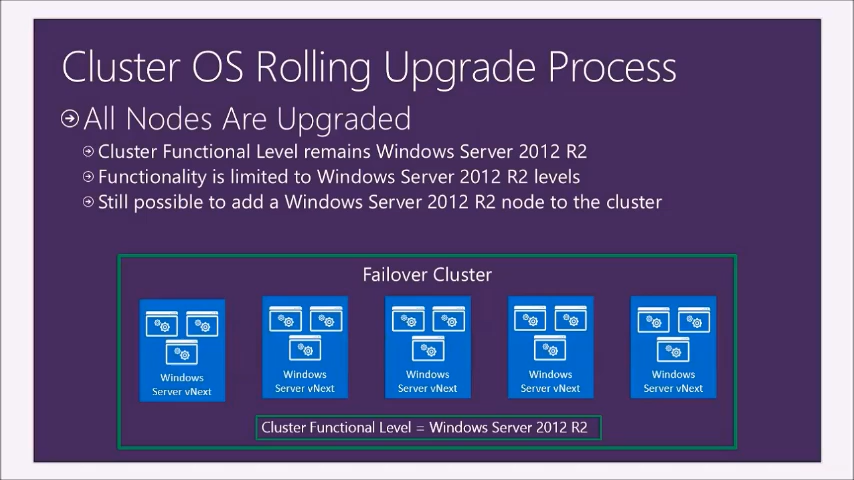 Cluster OS Rolling Upgrade Process
All Nodes Are Upgraded
Cluster Functional Level remains Windows Server 2012 R2
Functionality is limited to Windows Server 2012 R2 levels
Still possible to add a Windows Server 2012 R2 node to the cluster
Failover Cluster
Windows
Server vNext
Windows
Server vNext
Windows
Server vNext
Windows
Server vNext
Windows
Server vNext
Cluster Functional Level = Windows Server 2012 R2